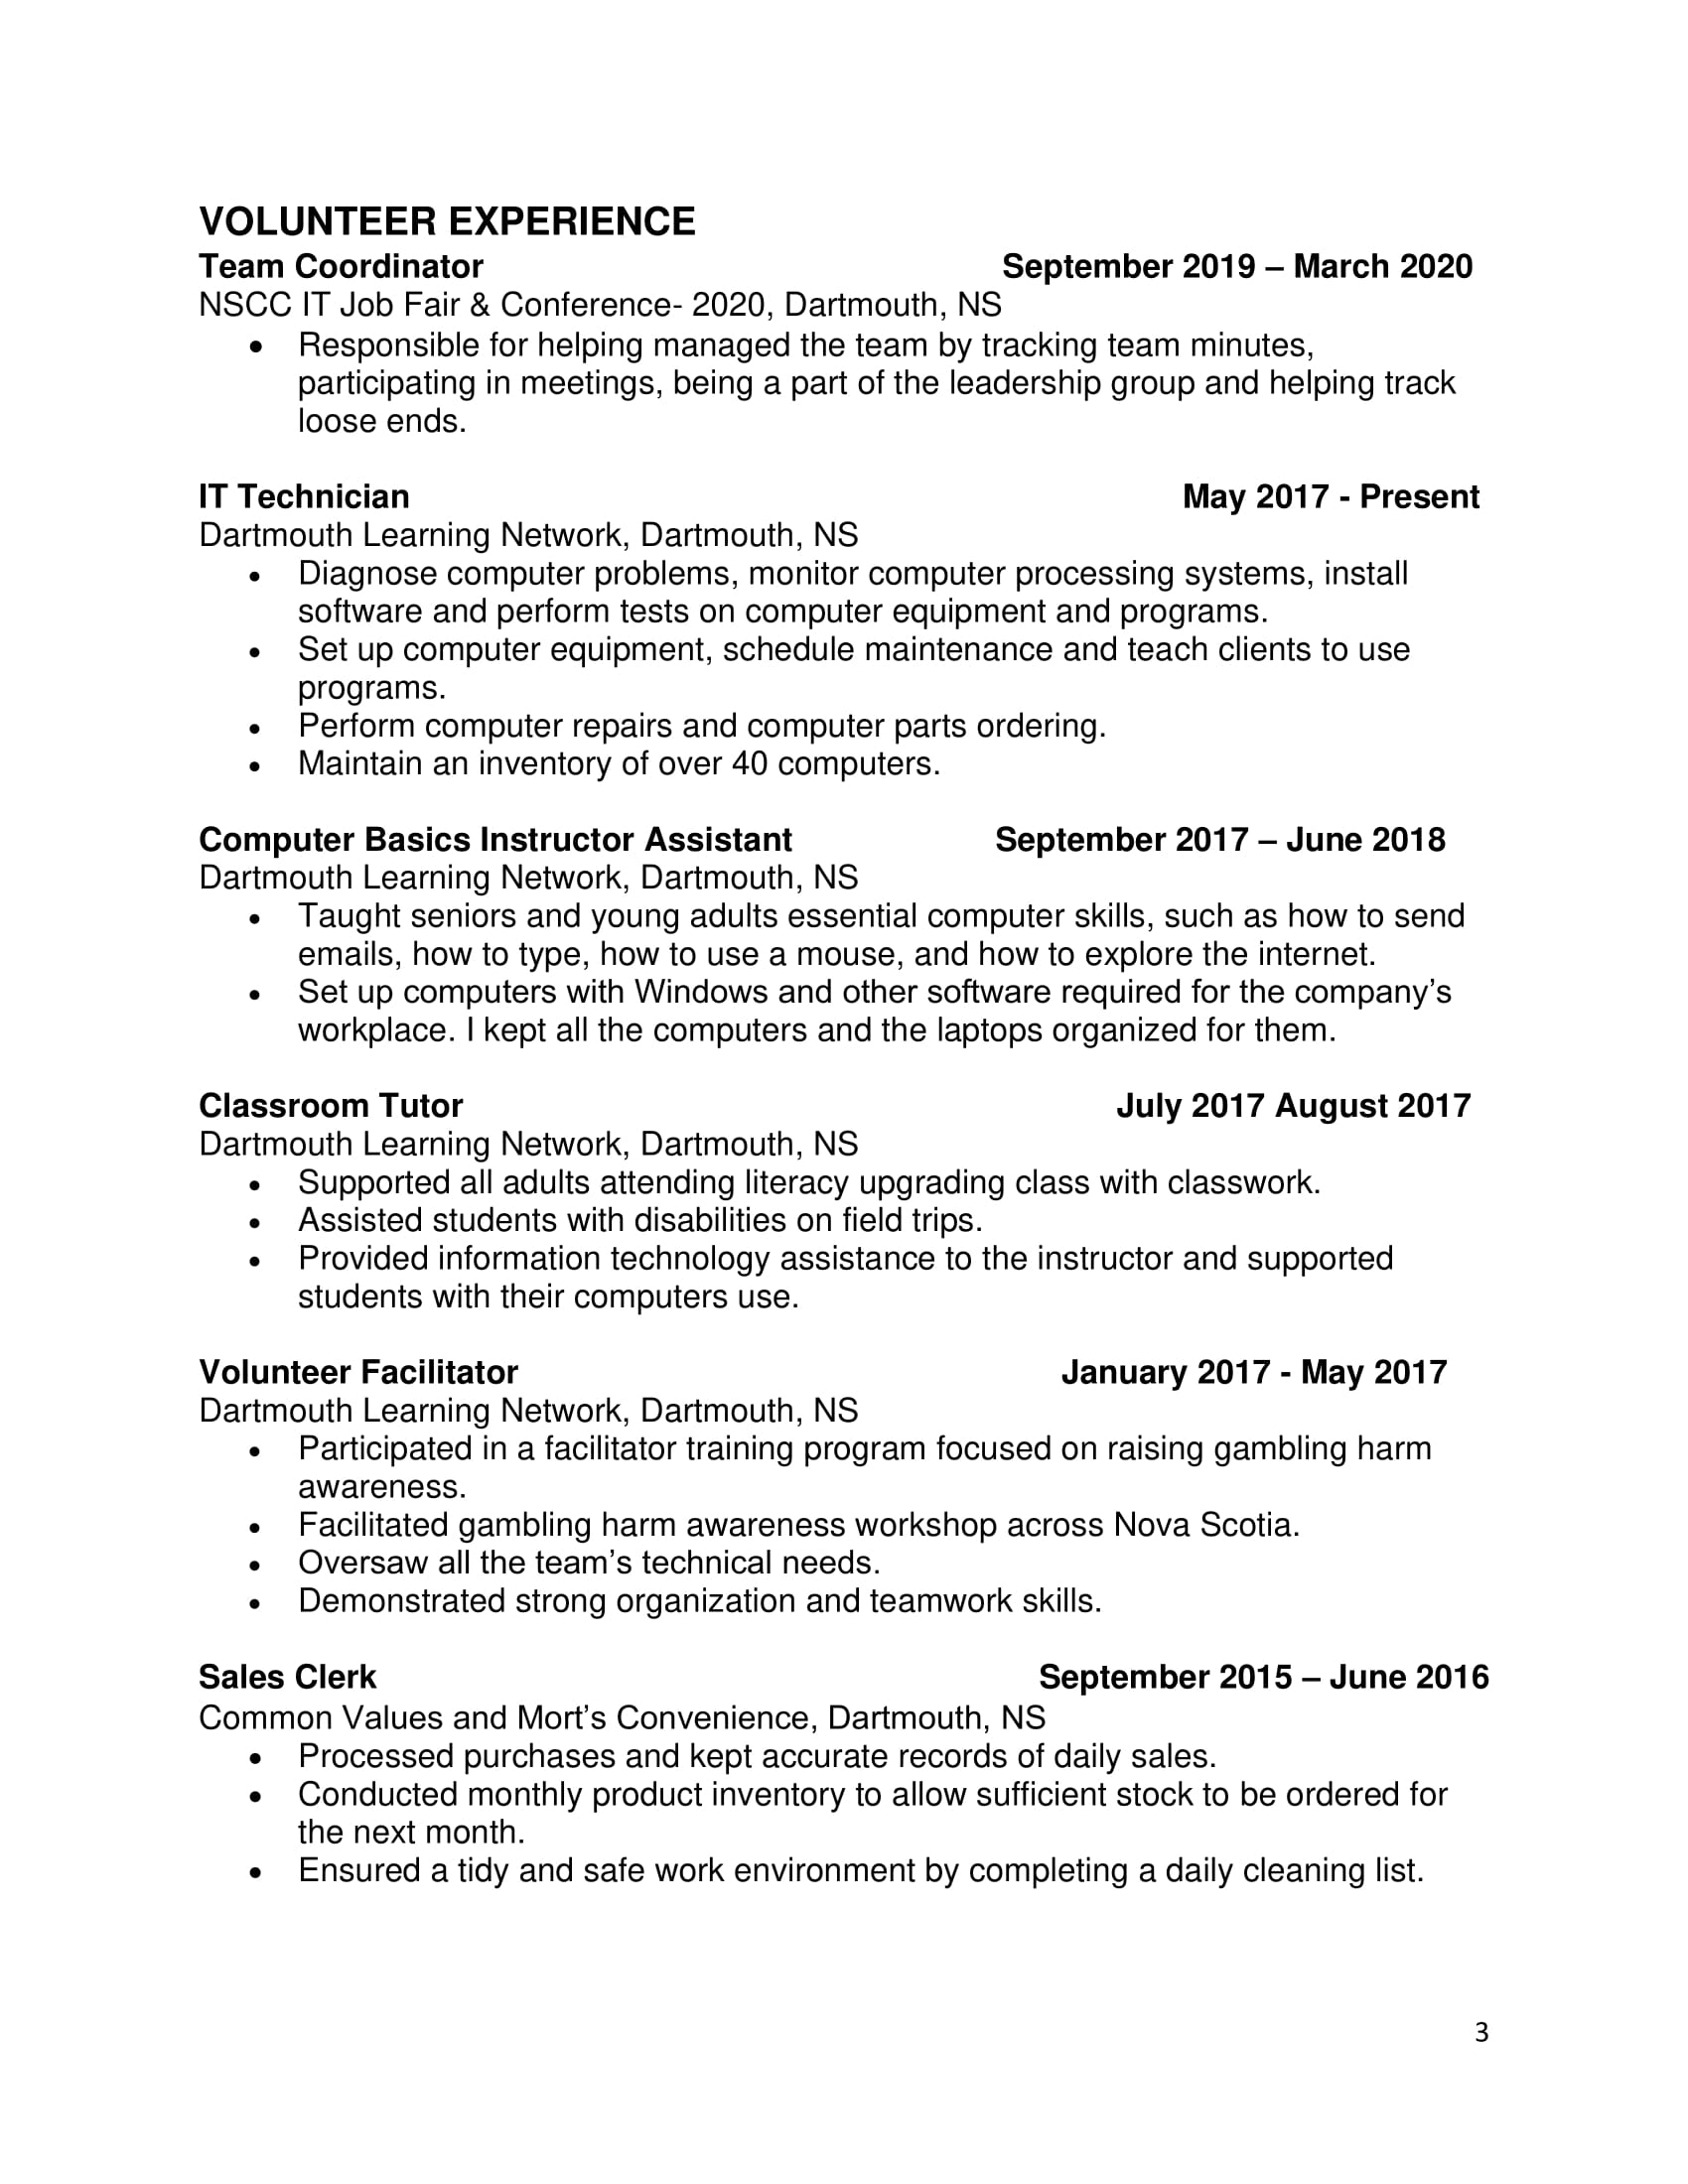 VOLUNTEER EXPERIENCE
Team Coordinator September 2019 – March 2020
NSCC IT Job Fair & Conference- 2020, Dartmouth, NS
• Responsible for helping managed the team by tracking team minutes,
participating in meetings, being a part of the leadership group and helping track
loose ends.
IT Technician May 2017 - Present
Dartmouth Learning Network, Dartmouth, NS
• Diagnose computer problems, monitor computer processing systems, install
software and perform tests on computer equipment and programs.
• Set up computer equipment, schedule maintenance and teach clients to use
programs.
• Perform computer repairs and computer parts ordering.
• Maintain an inventory of over 40 computers.
Computer Basics Instructor Assistant September 2017 – June 2018
Dartmouth Learning Network, Dartmouth, NS
• Taught seniors and young adults essential computer skills, such as how to send
emails, how to type, how to use a mouse, and how to explore the internet.
• Set up computers with Windows and other software required for the company’s
workplace. I kept all the computers and the laptops organized for them.
Classroom Tutor July 2017 August 2017
Dartmouth Learning Network, Dartmouth, NS
• Supported all adults attending literacy upgrading class with classwork.
• Assisted students with disabilities on field trips.
• Provided information technology assistance to the instructor and supported
students with their computers use.
Volunteer Facilitator January 2017 - May 2017
Dartmouth Learning Network, Dartmouth, NS
• Participated in a facilitator training program focused on raising gambling harm
awareness.
• Facilitated gambling harm awareness workshop across Nova Scotia.
• Oversaw all the team’s technical needs.
• Demonstrated strong organization and teamwork skills.
Sales Clerk September 2015 – June 2016
Common Values and Mort’s Convenience, Dartmouth, NS
• Processed purchases and kept accurate records of daily sales.
• Conducted monthly product inventory to allow sufficient stock to be ordered for
the next month.
• Ensured a tidy and safe work environment by completing a daily cleaning list.
3